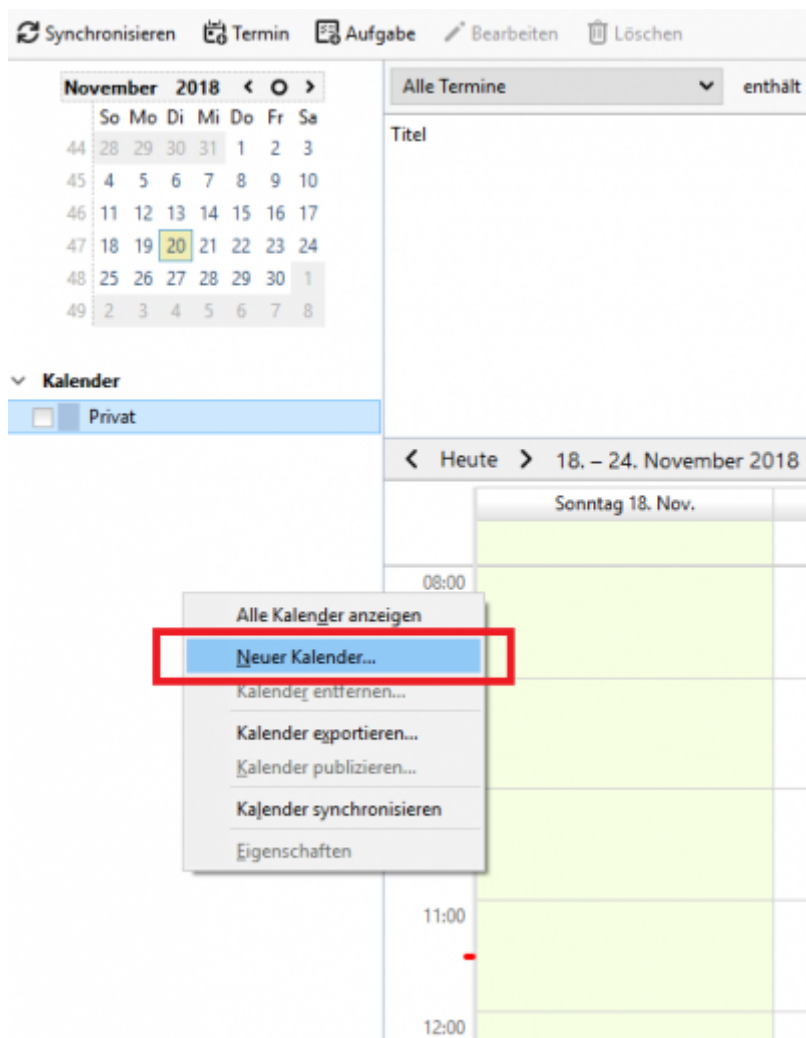 Synchronisieren Termin Aufgabe Bearbeiten Löschen
November 2018
So Mo Di Mi Do Fr Sa
44 28 29 30 31 1 2 3
45 4 5 6 7 8 9 10
46 11 12 13 14 15 16 17
47 18 19 20 21 22 23 24
48 25 26 27 28 29 30 1
49 2 3 4 5 6 7 8
Kalender
Privat
Alle Termine enthält
Titel
Heute 18. – 24. November 2018
Sonntag 18. Nov.
08:00
Alle Kalender anzeigen
Neuer Kalender...
Kalender entfernen...
Kalender exportieren...
Kalender publizieren...
Kalender synchronisieren
Eigenschaften
11:00
12:00